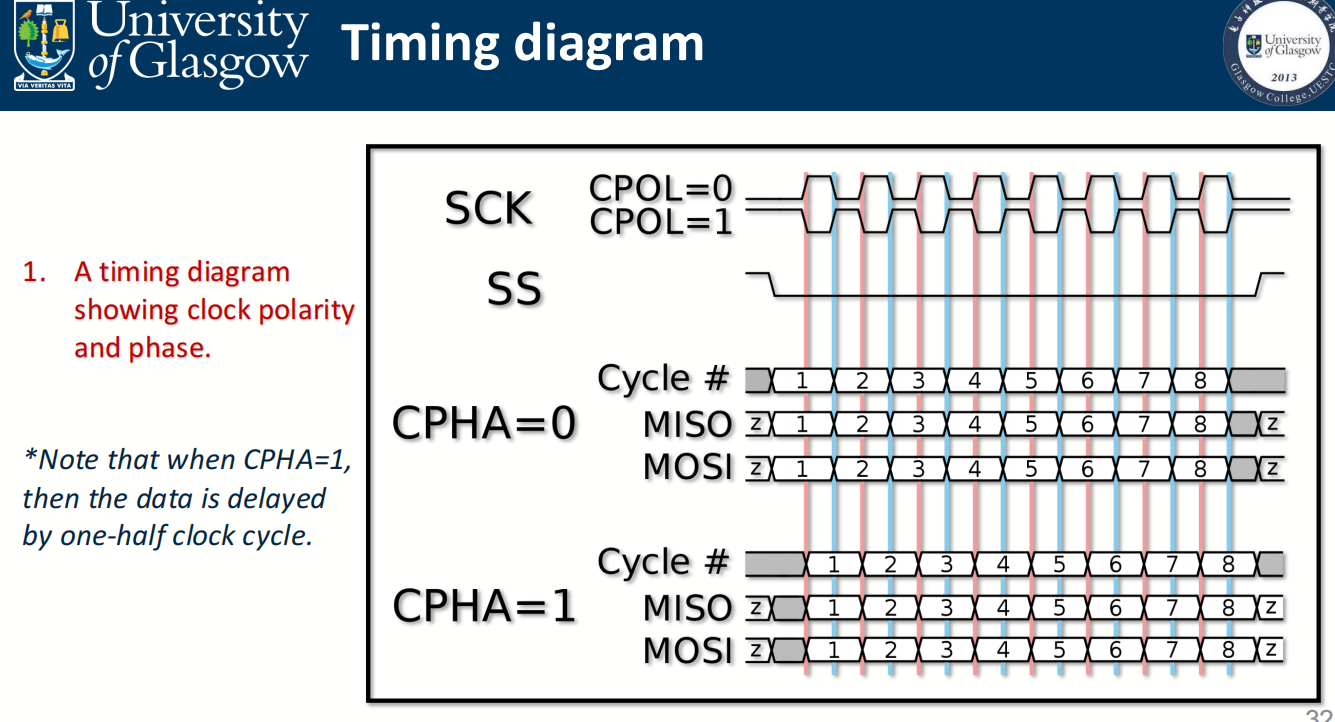 University
of Glasgow
VIA VERITAS VITA
Timing diagram
University
of Glasgow
2013
Glasgow College, UESTC
1. A timing diagram
showing clock polarity
and phase.
*Note that when CPHA=1,
then the data is delayed
by one-half clock cycle.
SCK CPOL=0
CPOL=1
SS
CPHA=0
Cycle # 1 2 3 4 5 6 7 8
MISO z 1 2 3 4 5 6 7 8 z
MOSI z 1 2 3 4 5 6 7 8 z
CPHA=1
Cycle # 1 2 3 4 5 6 7 8
MISO z 1 2 3 4 5 6 7 8 z
MOSI z 1 2 3 4 5 6 7 8 z
32